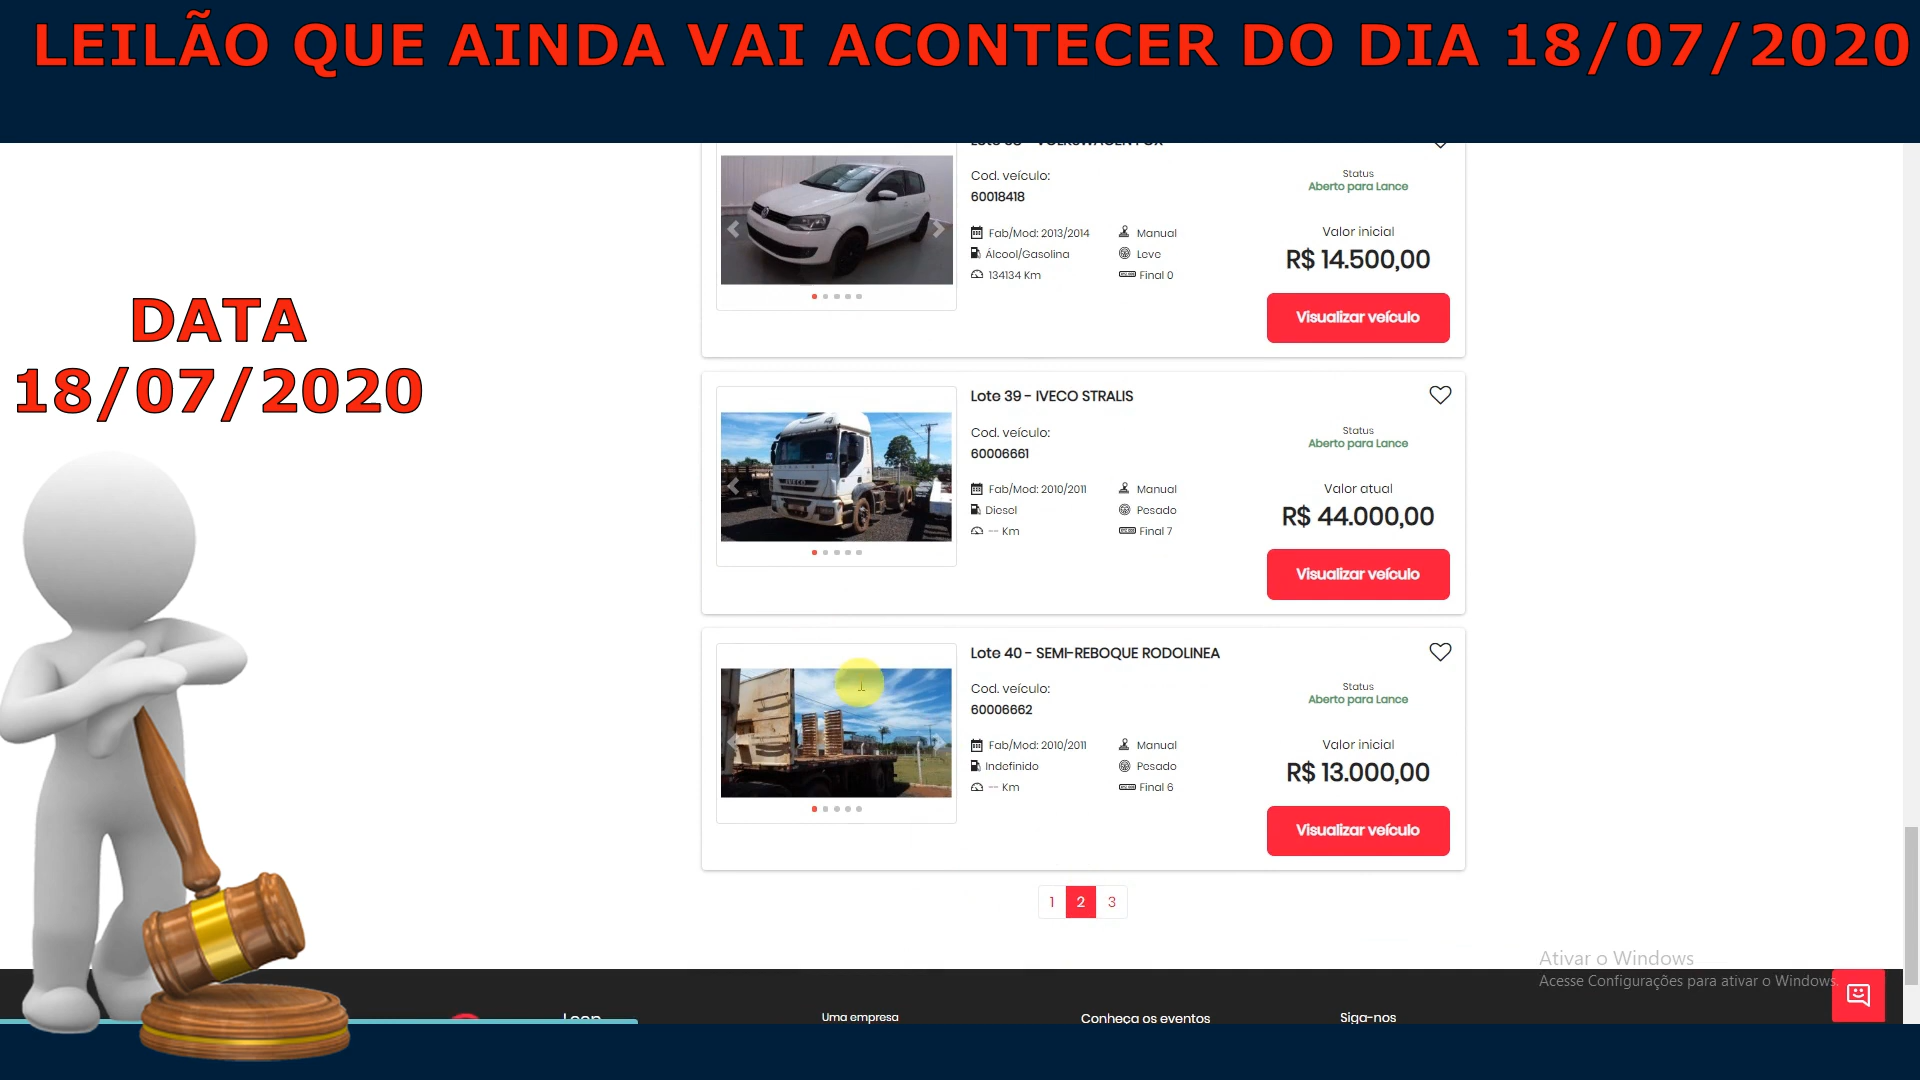 LEILÃO QUE AINDA VAI ACONTECER DO DIA 18/07/2020
DATA
18/07/2020
Cod. veículo:
60018418
Fab/Mod: 2013/2014
Manual
Álcool/Gasolina
Leve
134134 Km
Final 0
Status
Aberto para Lance
Valor inicial
R$ 14.500,00
Visualizar veículo
Lote 39 - IVECO STRALIS
Cod. veículo:
60006661
Fab/Mod: 2010/2011
Manual
Diesel
Pesado
-- Km
Final 7
Status
Aberto para Lance
Valor atual
R$ 44.000,00
Visualizar veículo
Lote 40 - SEMI-REBOQUE RODOLINEA
Cod. veículo:
60006662
Fab/Mod: 2010/2011
Manual
Indefinido
Pesado
-- Km
Final 6
Status
Aberto para Lance
Valor inicial
R$ 13.000,00
Visualizar veículo
1 2 3
Ativar o Windows
Acesse Configurações para ativar o Windows.
Uma empresa
Conheça os eventos
Siga-nos